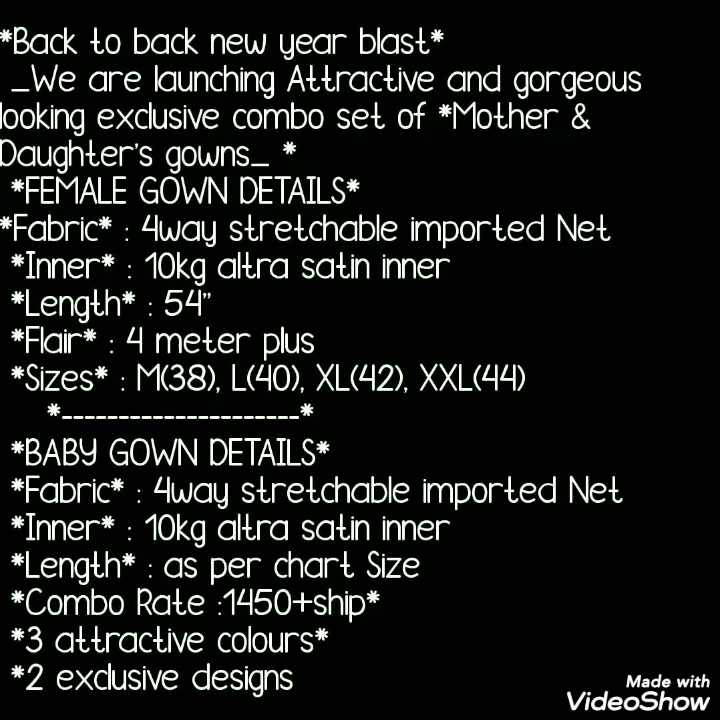 *Back to back new year blast*
_We are launching Attractive and gorgeous
looking exclusive combo set of *Mother &
Daughter's gowns_ *
*FEMALE GOWN DETAILS*
*Fabric* : 4way stretchable imported Net
*Inner* : 10kg altra satin inner
*Length* : 54”
*Flair* : 4 meter plus
*Sizes* : M(38), L(40), XL(42), XXL(44)
*---------------------*
*BABY GOWN DETAILS*
*Fabric* : 4way stretchable imported Net
*Inner* : 10kg altra satin inner
*Length* : as per chart Size
*Combo Rate :1450+ship*
*3 attractive colours*
*2 exclusive designs
Made with
VideoShow